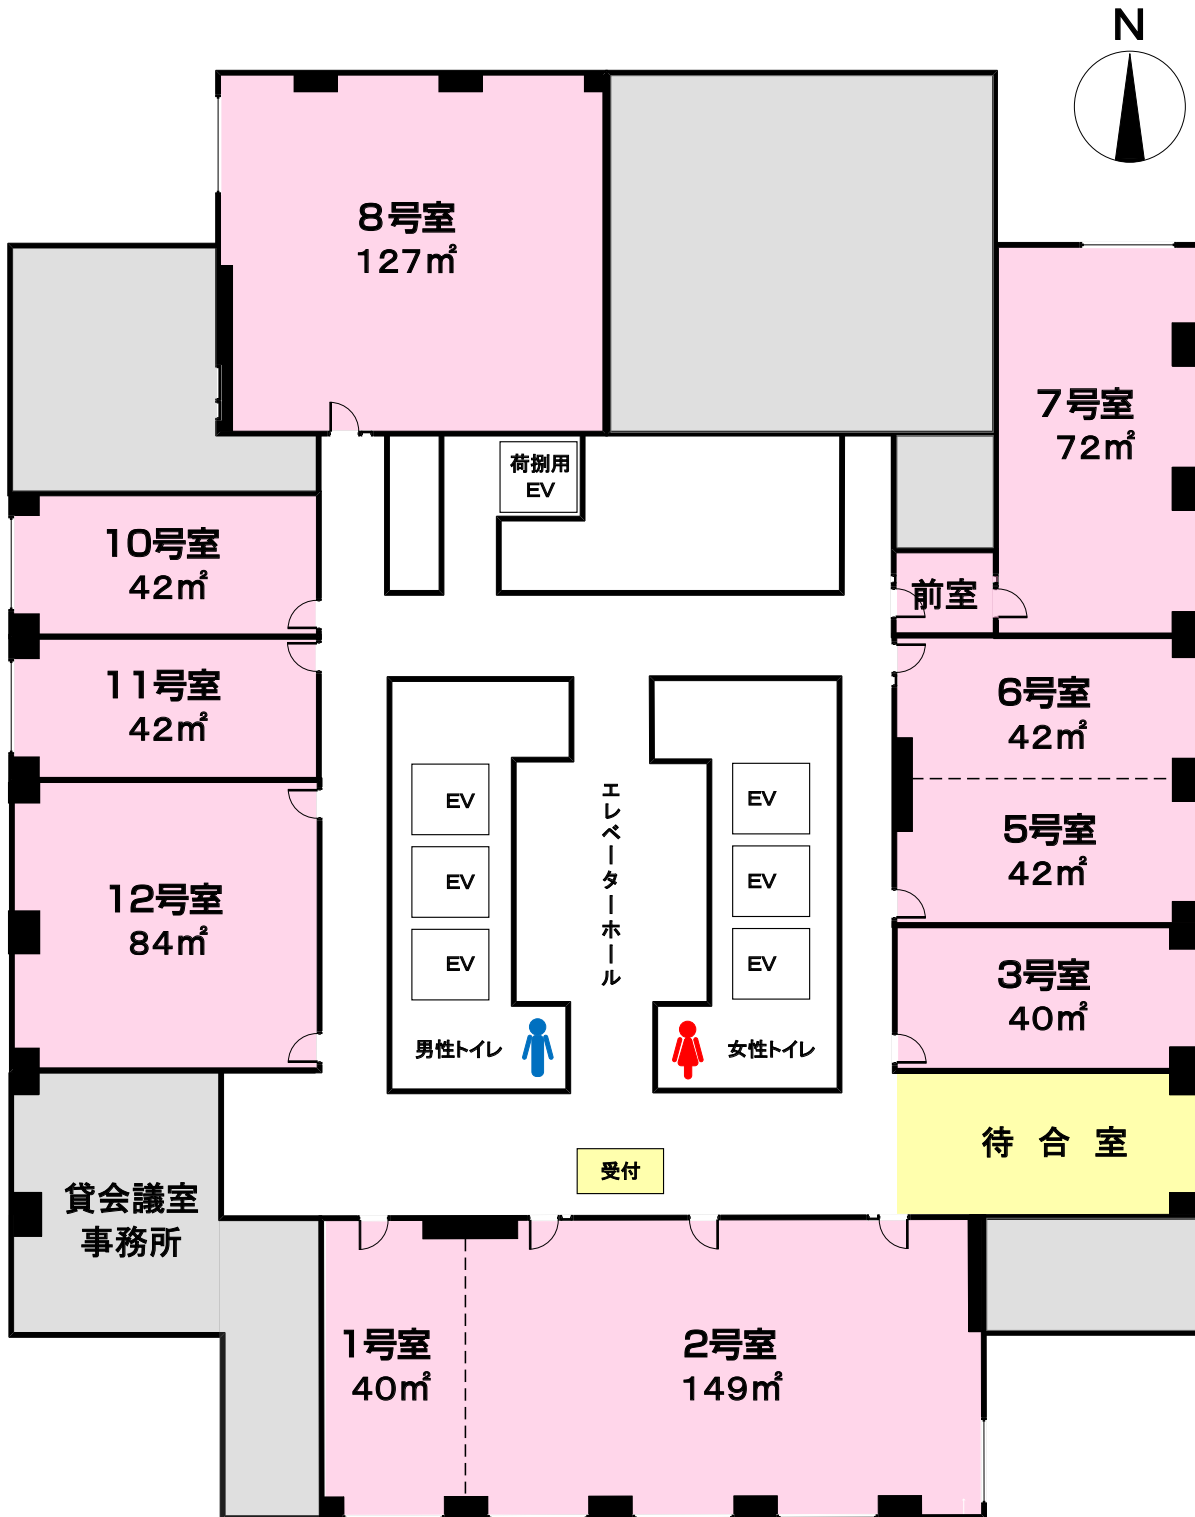 N
8号室
127㎡
7号室
72㎡
荷捌用
EV
10号室
42㎡
前室
11号室
42㎡
6号室
42㎡
EV
EV
EV
エレベーターホール
EV
EV
EV
5号室
42㎡
12号室
84㎡
3号室
40㎡
男性トイレ
女性トイレ
待合室
受付
貸会議室
事務所
1号室
40㎡
2号室
149㎡